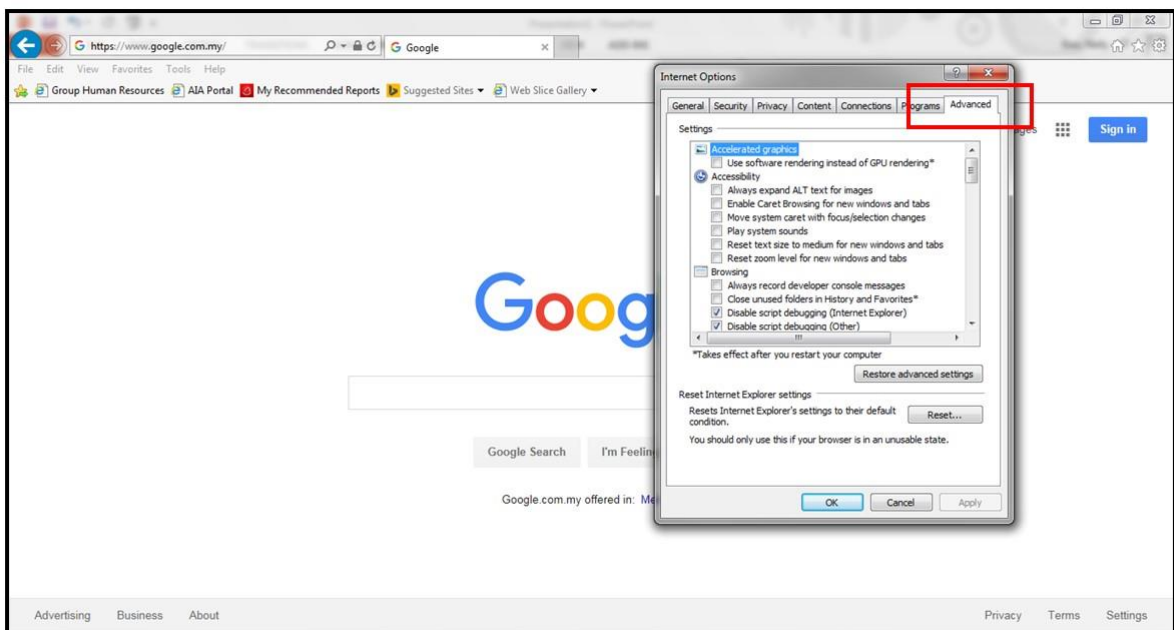 https://www.google.com.my/
Google
File Edit View Favorites Tools Help
Group Human Resources AIA Portal My Recommended Reports Suggested Sites Web Slice Gallery
Internet Options
General Security Privacy Content Connections Programs Advanced
Sign in
Settings
Accelerated graphics
Use software rendering instead of GPU rendering*
Accessibility
Always expand ALT text for images
Enable Caret Browsing for new windows and tabs
Move system caret with focus/selection changes
Play system sounds
Reset text size to medium for new windows and tabs
Reset zoom level for new windows and tabs
Browsing
Always record developer console messages
Close unused folders in History and Favorites*
Disable script debugging (Internet Explorer)
Disable script debugging (Other)
*Takes effect after you restart your computer
Restore advanced settings
Reset Internet Explorer settings
Resets Internet Explorer's settings to their default
condition.
Reset...
You should only use this if your browser is in an unusable state.
OK Cancel Apply
Goog
Google Search I'm Feelin
Google.com.my offered in: Me
Advertising Business About Privacy Terms Settings